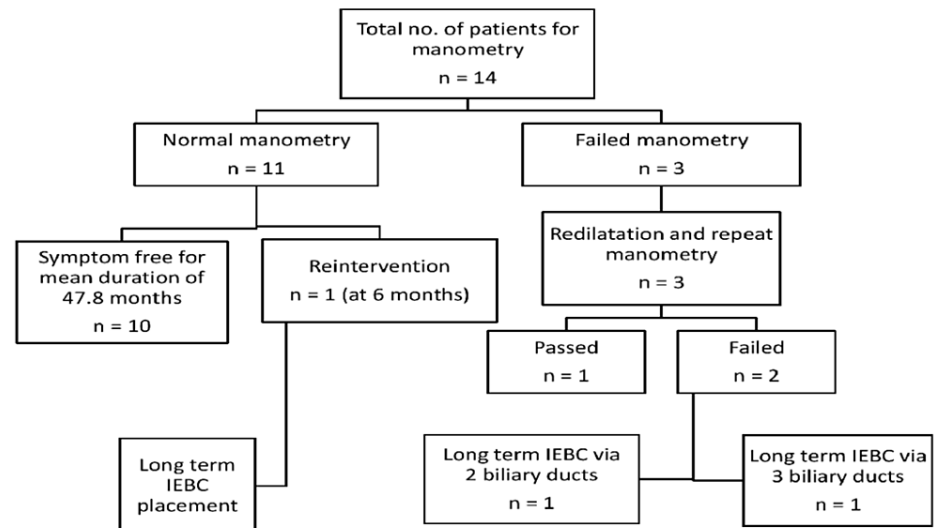 Total no. of patients for
manometry
n = 14
Normal manometry
n = 11
Failed manometry
n = 3
Symptom free for
mean duration of
47.8 months
n = 10
Reintervention
n = 1 (at 6 months)
Redilatation and repeat
manometry
n = 3
Passed
n = 1
Failed
n = 2
Long term
IEBC
placement
Long term IEBC via
2 biliary ducts
n = 1
Long term IEBC via
3 biliary ducts
n = 1